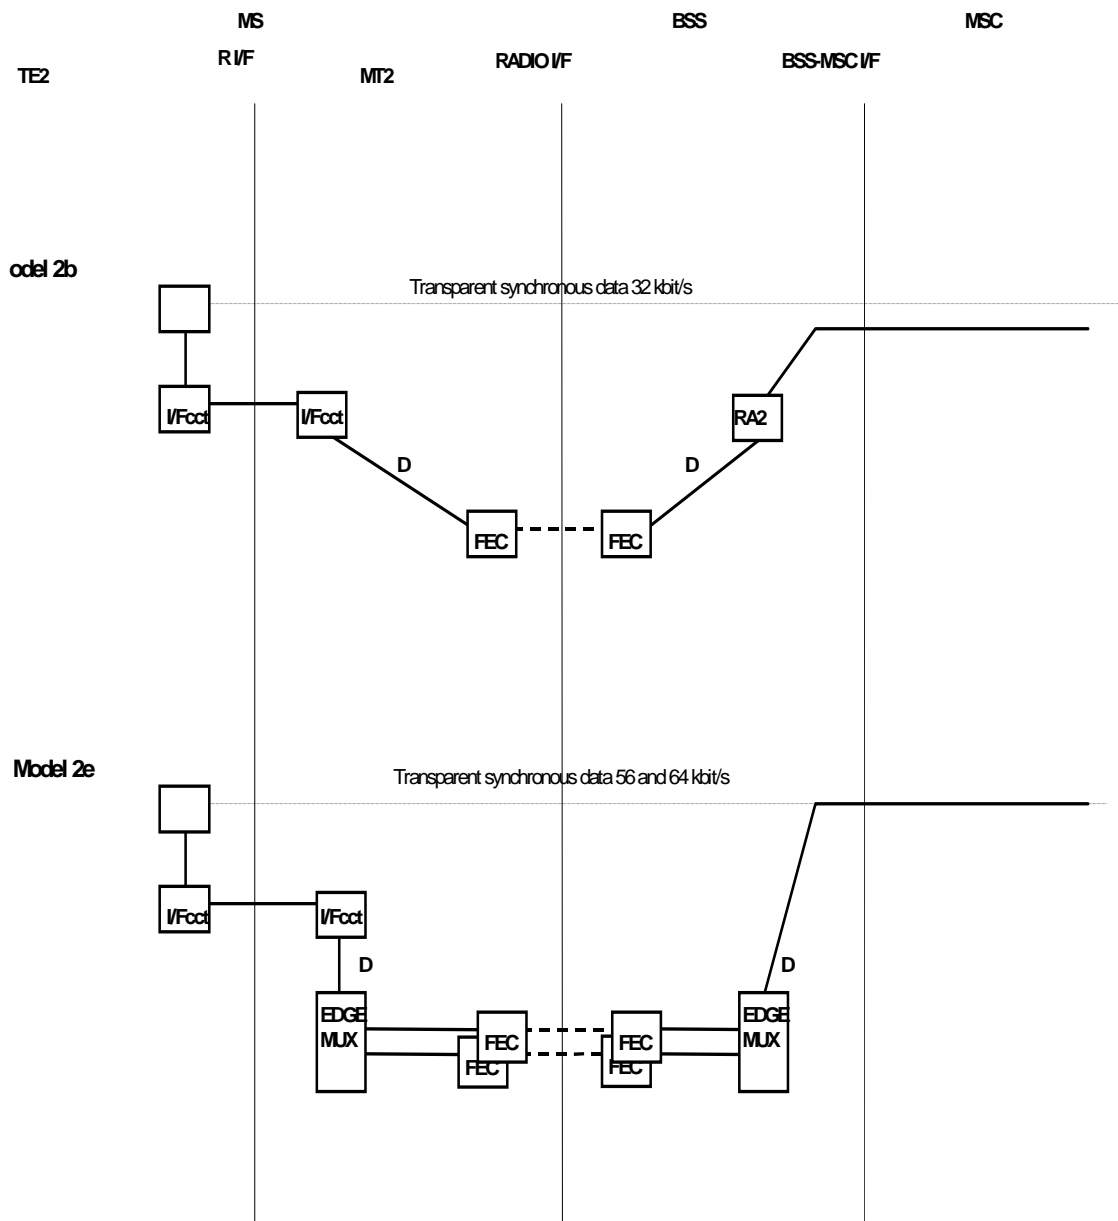 MS
BSS
MSC
R I/F
RADIO I/F
BSS-MSC I/F
TE2
MT2
odel 2b
Transparent synchronous data 32 kbit/s
I/Fcct
I/Fcct
RA2
D
D
FEC
FEC
Model 2e
Transparent synchronous data 56 and 64 kbit/s
I/Fcct
I/Fcct
D
D
EDGE
MUX
FEC
FEC
FEC
FEC
EDGE
MUX